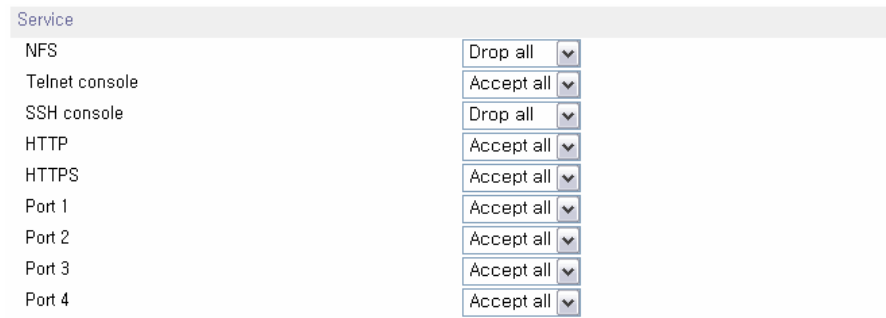 Service
NFS Drop all
Telnet console Accept all
SSH console Drop all
HTTP Accept all
HTTPS Accept all
Port 1 Accept all
Port 2 Accept all
Port 3 Accept all
Port 4 Accept all